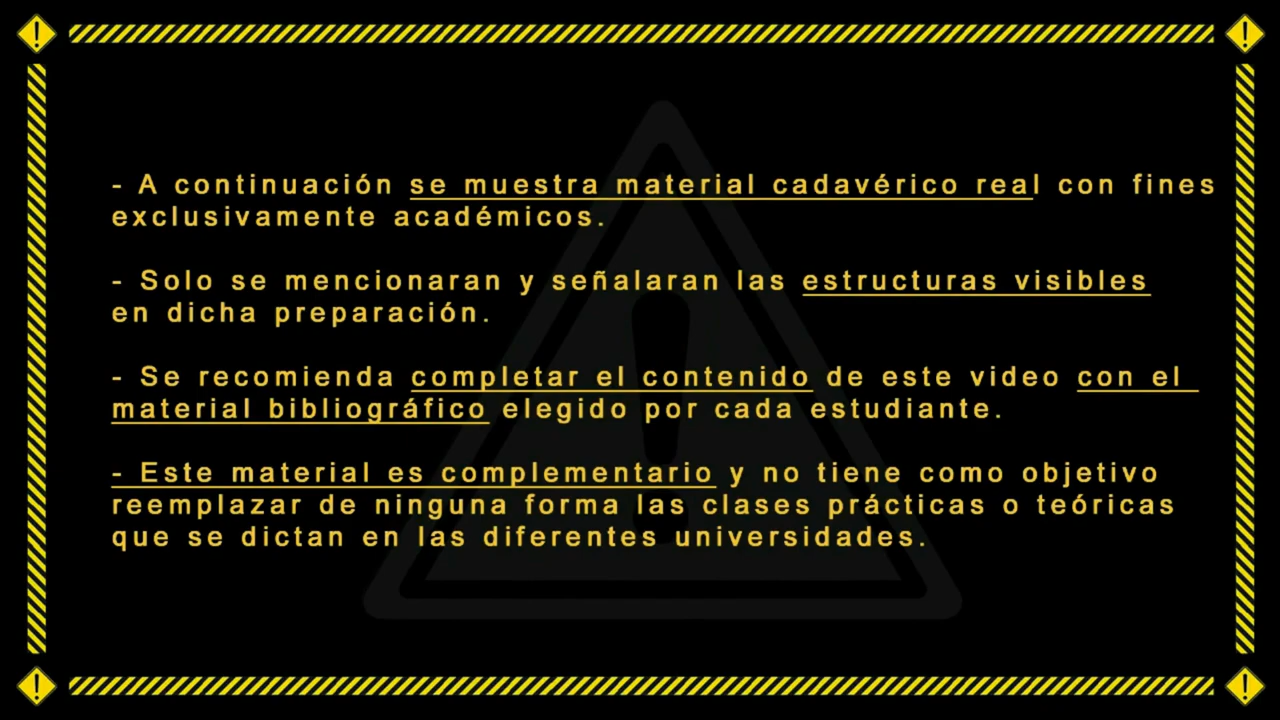 - A continuación se muestra material cadavérico real con fines
exclusivamente académicos.
- Solo se mencionaran y señalaran las estructuras visibles
en dicha preparación.
- Se recomienda completar el contenido de este video con el
material bibliográfico elegido por cada estudiante.
- Este material es complementario y no tiene como objetivo
reemplazar de ninguna forma las clases prácticas o teóricas
que se dictan en las diferentes universidades.